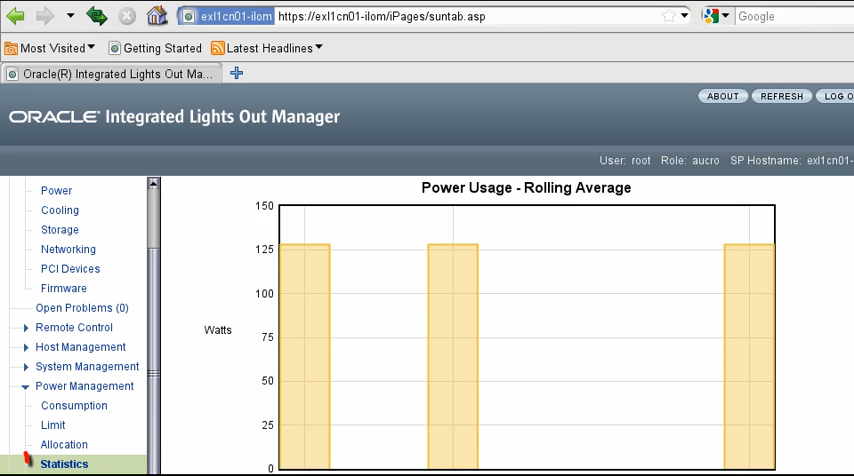 exl1cn01-ilom https://exl1cn01-ilom/iPages/suntab.asp Google
Most Visited Getting Started Latest Headlines
Oracle(R) Integrated Lights Out Ma...
ABOUT REFRESH LOG O
ORACLE Integrated Lights Out Manager
User: root Role: aucro SP Hostname: exl1cn01-
Power
Cooling
Storage
Networking
PCI Devices
Firmware
Open Problems (0)
Remote Control
Host Management
System Management
Power Management
Consumption
Limit
Allocation
Statistics
Power Usage - Rolling Average
150
125
100
Watts
75
50
25
0